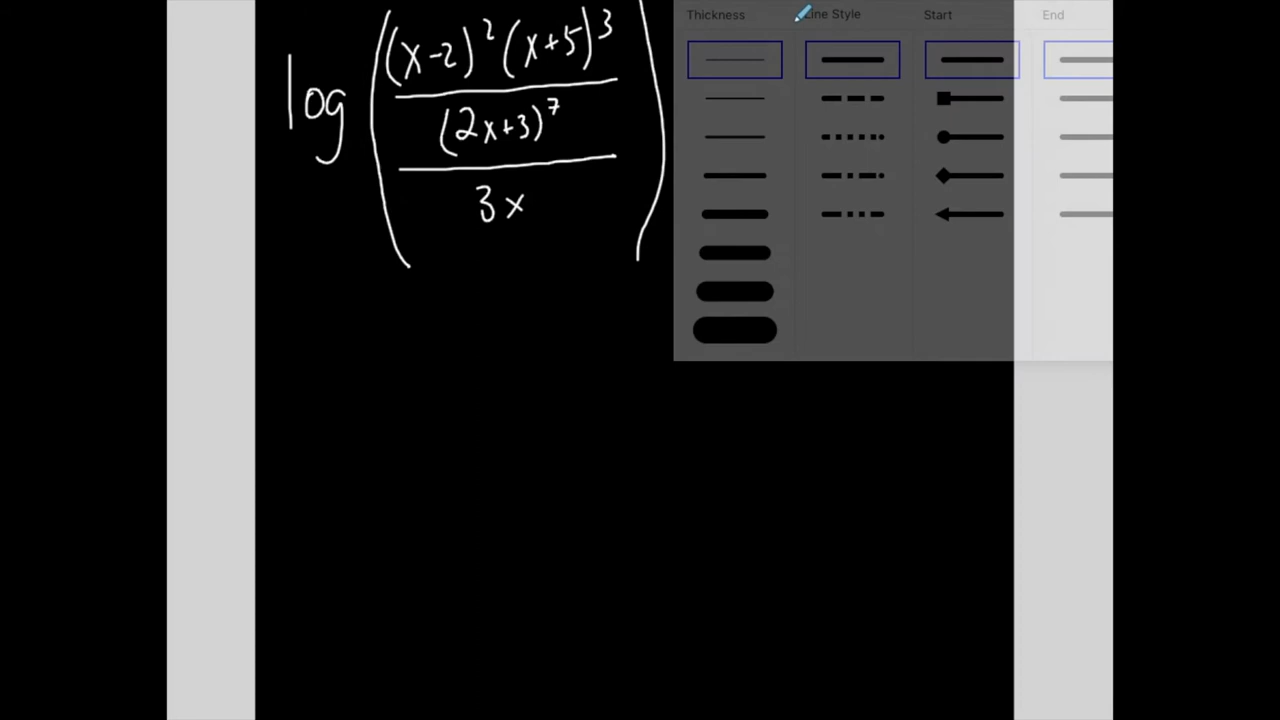 log ( (x-2)² (x+5)³
(2x+3)⁷
3x )
Thickness Line Style Start End